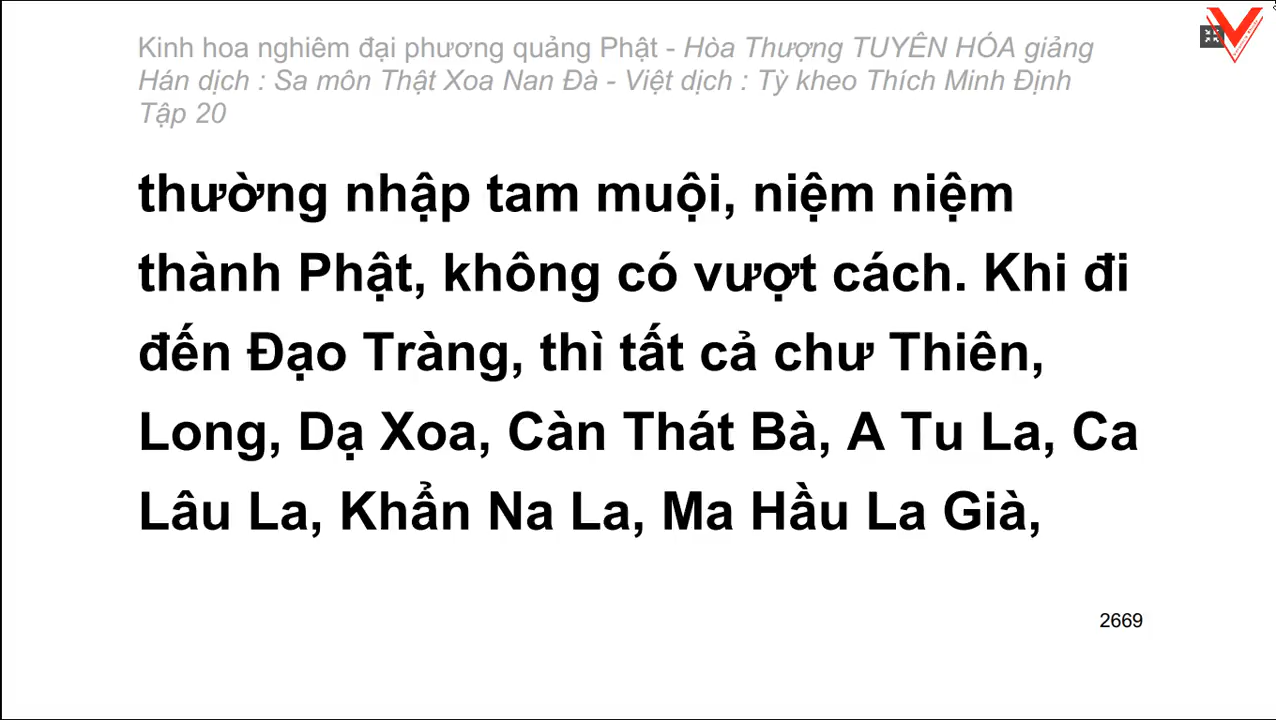 Kinh hoa nghiêm đại phương quảng Phật - Hòa Thượng TUYÊN HÓA giảng
Hán dịch : Sa môn Thật Xoa Nan Đà - Việt dịch : Tỳ kheo Thích Minh Định
Tập 20
thường nhập tam muội, niệm niệm
thành Phật, không có vượt cách. Khi đi
đến Đạo Tràng, thì tất cả chư Thiên,
Long, Dạ Xoa, Càn Thát Bà, A Tu La, Ca
Lâu La, Khẩn Na La, Ma Hầu La Già,
2669